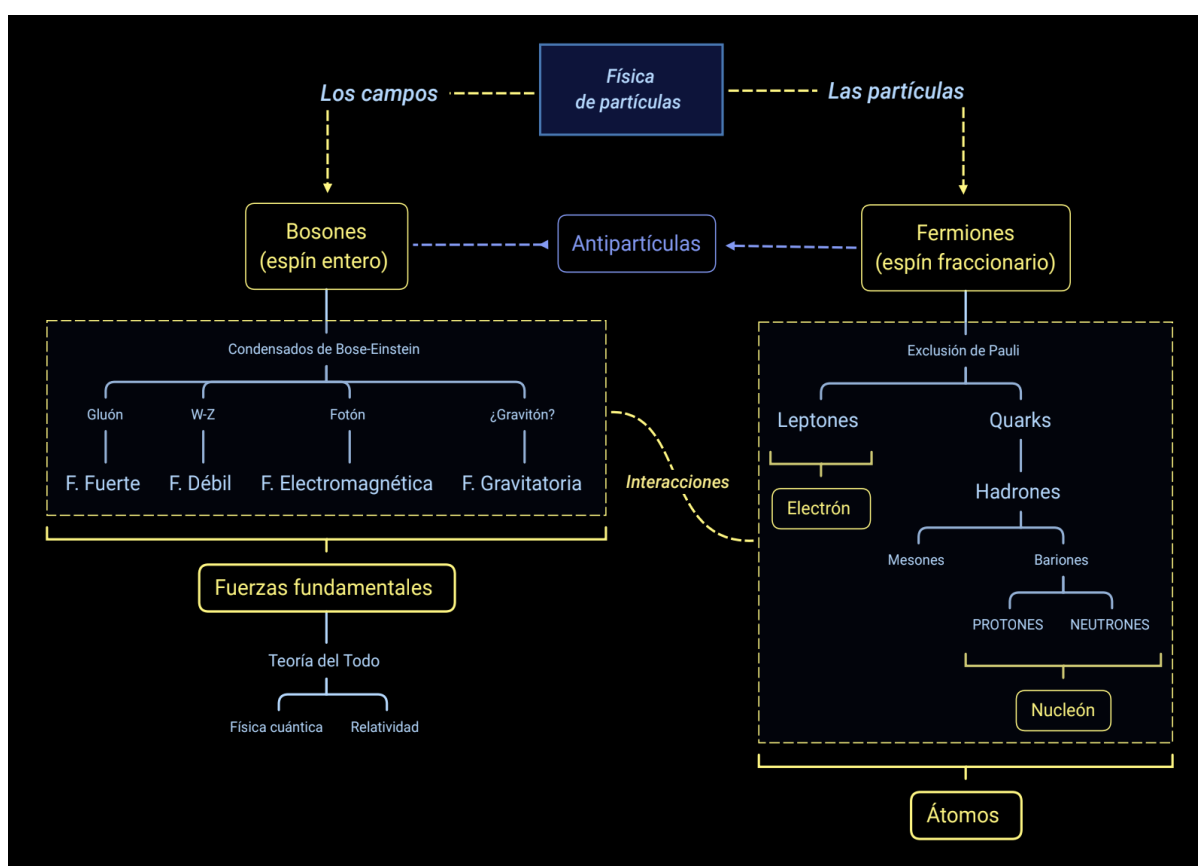 Física
de partículas
Los campos
Las partículas
Bosones
(espín entero)
Antipartículas
Fermiones
(espín fraccionario)
Condensados de Bose-Einstein
Gluón
W-Z
Fotón
¿Gravitón?
F. Fuerte
F. Débil
F. Electromagnética
F. Gravitatoria
Fuerzas fundamentales
Teoría del Todo
Física cuántica
Relatividad
Interacciones
Exclusión de Pauli
Leptones
Quarks
Electrón
Hadrones
Mesones
Bariones
PROTONES
NEUTRONES
Nucleón
Átomos